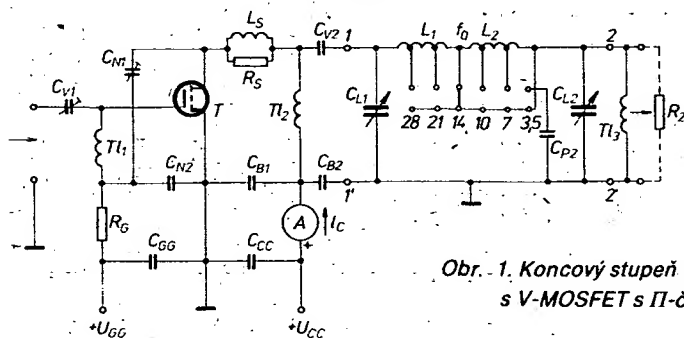 L_S
R_S
C_V2
1
L_1
f_0
L_2
2
C_N1
C_V1
T
Tl_1
Tl_2
C_L1
28 21 14 10 7 3,5
C_P2
C_L2
Tl_3
R_Z
C_N2
C_B1
C_B2
1'
2'
R_G
A
I_C
+
C_GG
C_CC
+U_GG
+U_CC
Obr. 1. Koncový stupeň
s V-MOSFET s Π-č